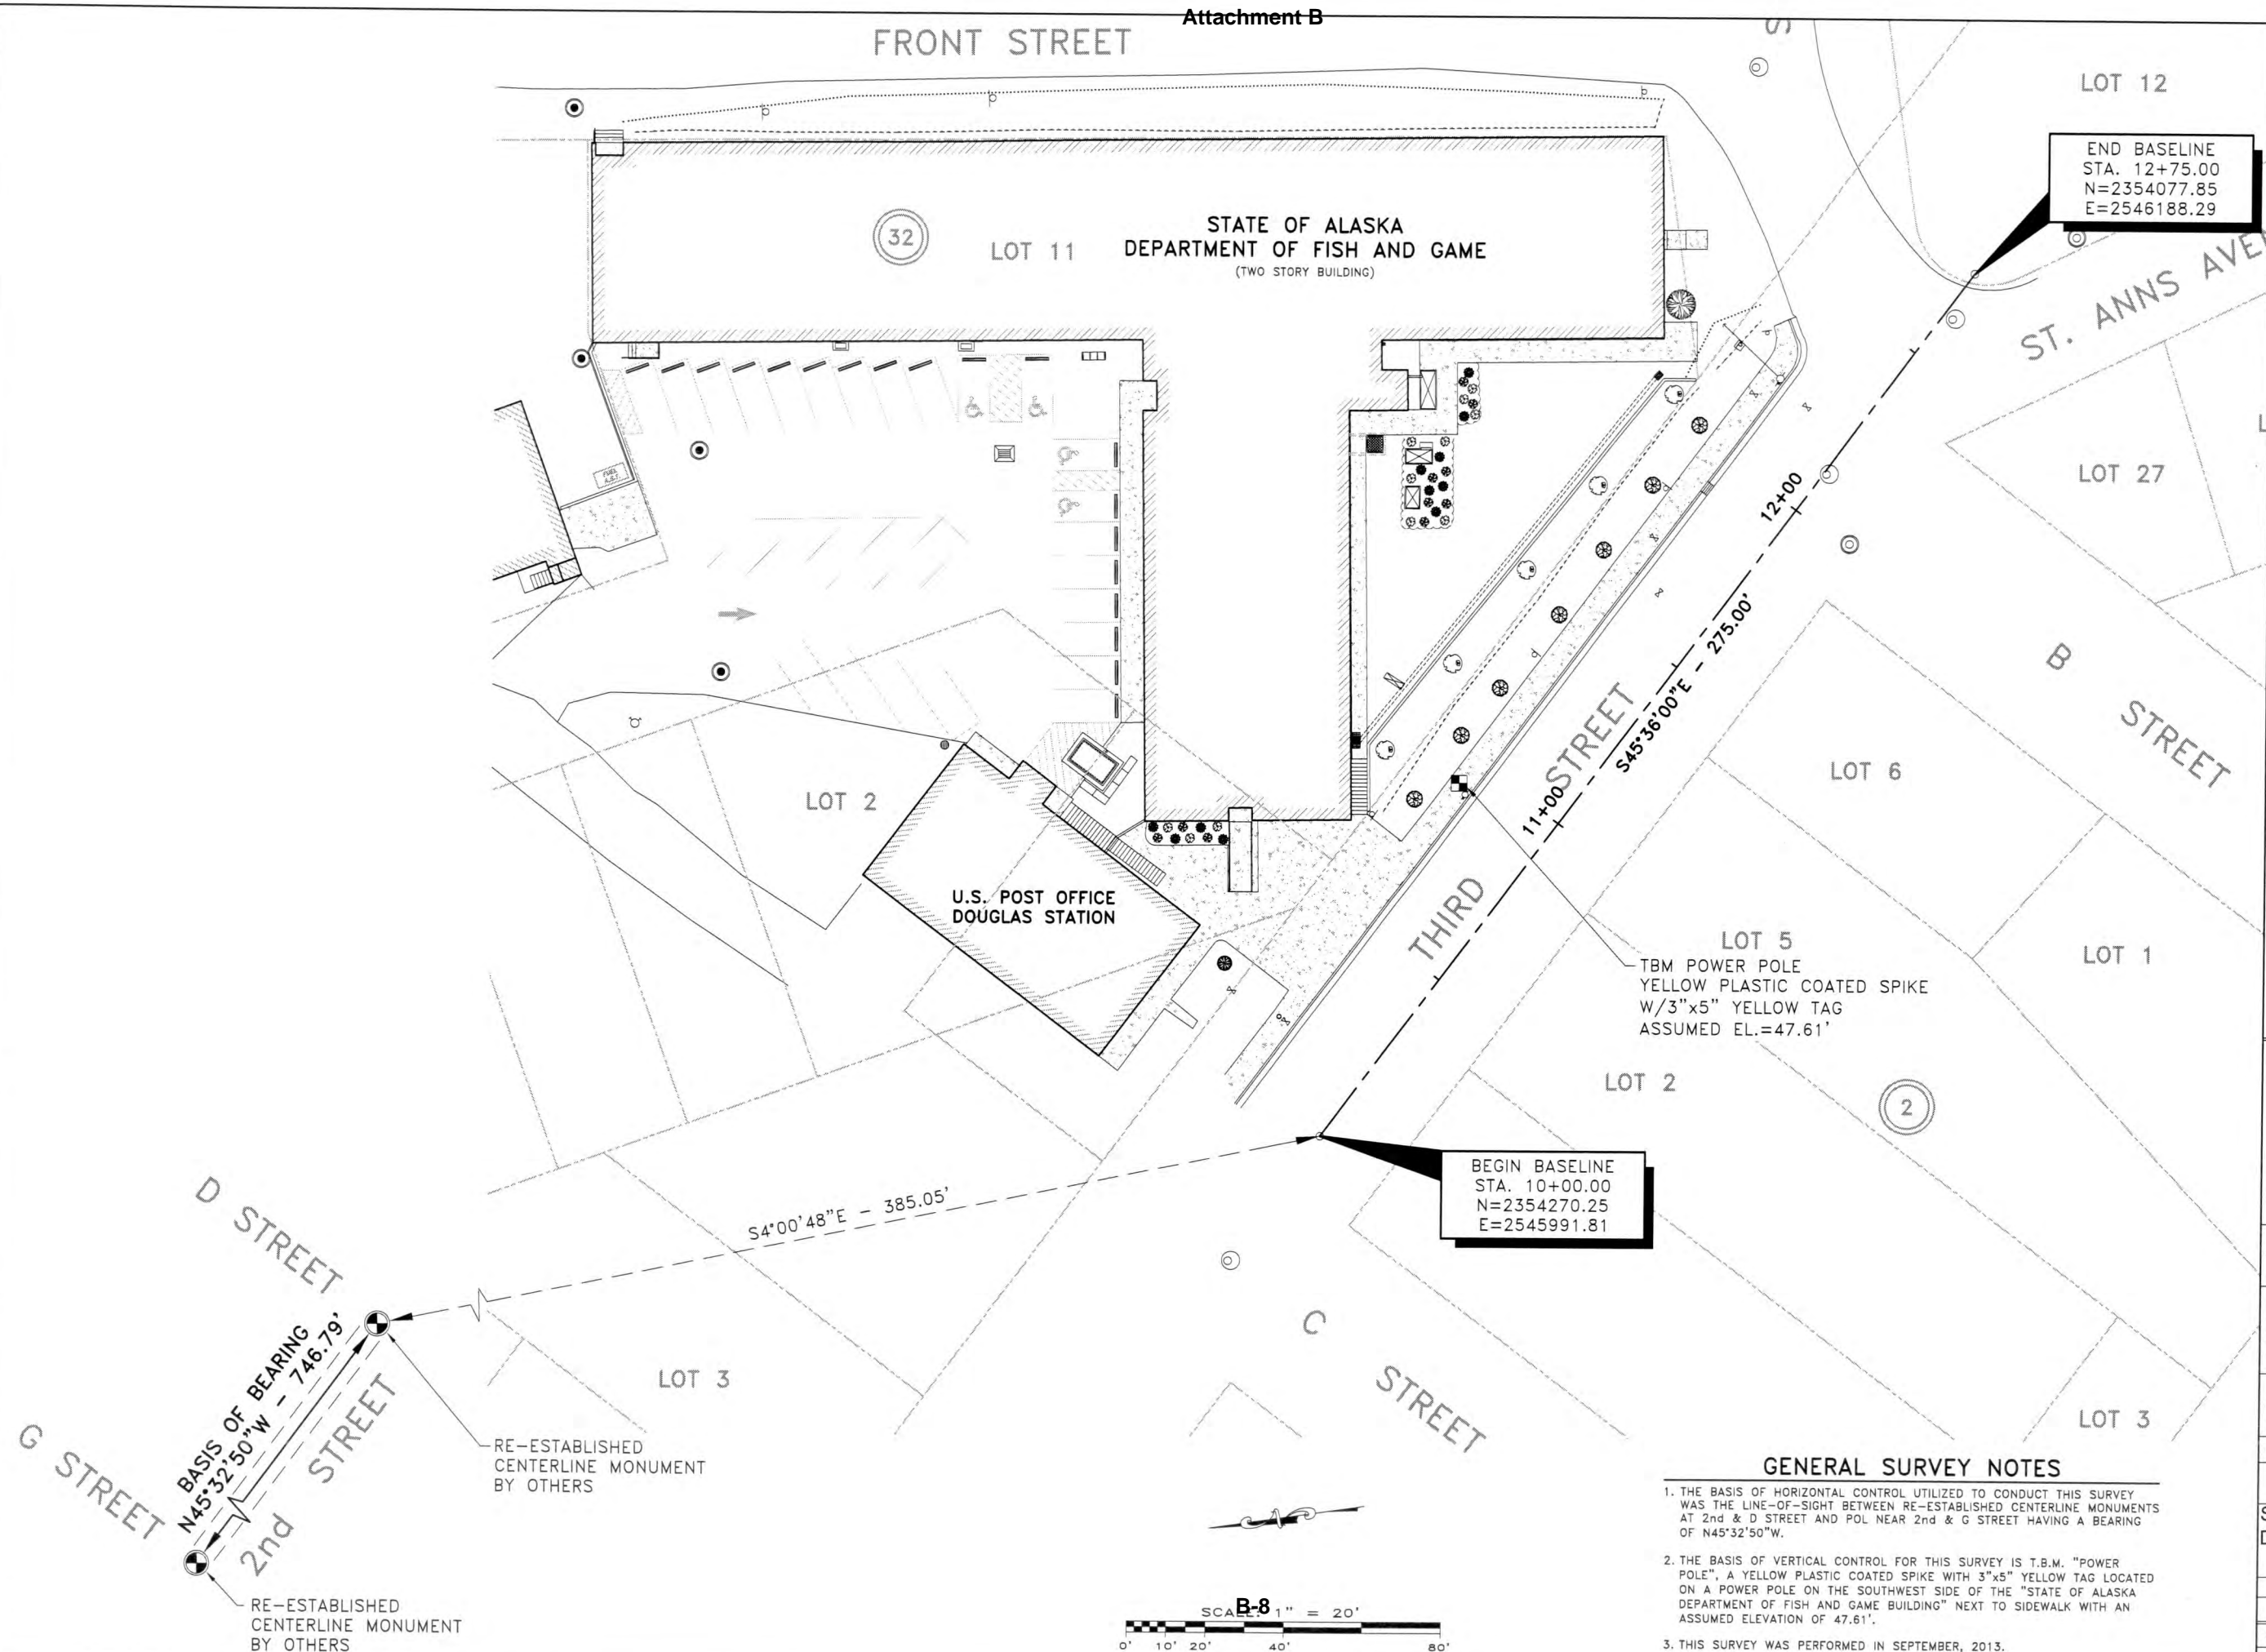 Attachment B
FRONT STREET
S
LOT 12
END BASELINE
STA. 12+75.00
N=2354077.85
E=2546188.29
32
LOT 11
STATE OF ALASKA
DEPARTMENT OF FISH AND GAME
(TWO STORY BUILDING)
ST. ANNS AVE
LOT 27
L
FUEL
12+00
S45°36'00"E - 275.00'
B STREET
LOT 6
LOT 2
11+00
THIRD STREET
U.S. POST OFFICE
DOUGLAS STATION
LOT 5
LOT 1
TBM POWER POLE
YELLOW PLASTIC COATED SPIKE
W/3"x5" YELLOW TAG
ASSUMED EL.=47.61'
LOT 2
2
BEGIN BASELINE
STA. 10+00.00
N=2354270.25
E=2545991.81
S4°00'48"E - 385.05'
D STREET
C STREET
BASIS OF BEARING
N45°32'50"W - 746.79'
LOT 3
LOT 3
G STREET
2nd STREET
RE-ESTABLISHED
CENTERLINE MONUMENT
BY OTHERS
RE-ESTABLISHED
CENTERLINE MONUMENT
BY OTHERS
N
GENERAL SURVEY NOTES
1. THE BASIS OF HORIZONTAL CONTROL UTILIZED TO CONDUCT THIS SURVEY
WAS THE LINE-OF-SIGHT BETWEEN RE-ESTABLISHED CENTERLINE MONUMENTS
AT 2nd & D STREET AND POL NEAR 2nd & G STREET HAVING A BEARING
OF N45°32'50"W.
2. THE BASIS OF VERTICAL CONTROL FOR THIS SURVEY IS T.B.M. "POWER
POLE", A YELLOW PLASTIC COATED SPIKE WITH 3"x5" YELLOW TAG LOCATED
ON A POWER POLE ON THE SOUTHWEST SIDE OF THE "STATE OF ALASKA
DEPARTMENT OF FISH AND GAME BUILDING" NEXT TO SIDEWALK WITH AN
ASSUMED ELEVATION OF 47.61'.
3. THIS SURVEY WAS PERFORMED IN SEPTEMBER, 2013.
SCALE: 1" = 20'
B-8
0' 10' 20' 40' 80'